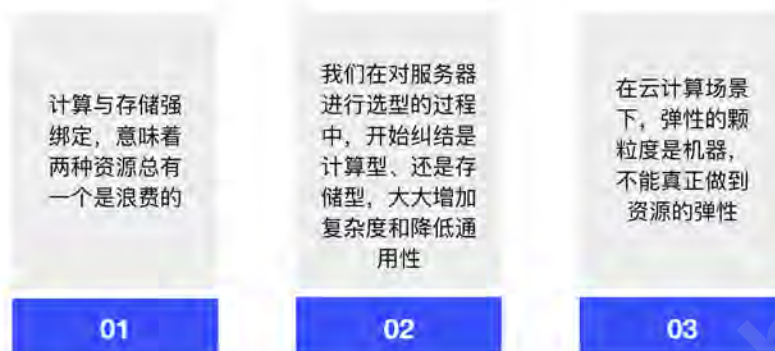 计算与存储强
绑定，意味着
两种资源总有
一个是浪费的
01
我们在对服务器
进行选型的过程
中，开始纠结是
计算型、还是存
储型，大大增加
复杂度和降低通
用性
02
在云计算场景
下，弹性的颗
粒度是机器，
不能真正做到
资源的弹性
03